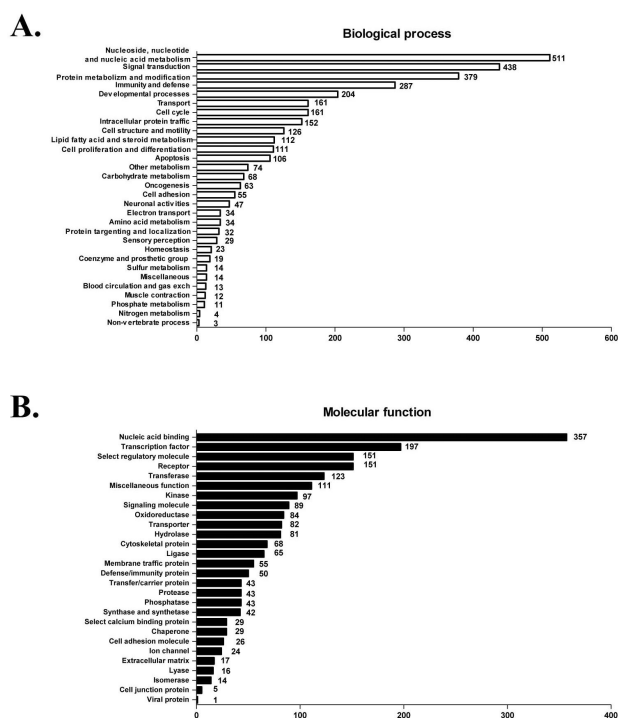 A.
Biological process
Nucleoside, nucleotide
and nucleic acid metabolism 511
Signal transduction 438
Protein metabolizm and modification 379
Immunity and defense 287
Developmental processes 204
Transport 161
Cell cycle 161
Intracellular protein traffic 152
Cell structure and motility 126
Lipid fatty acid and steroid metabolism 112
Cell proliferation and differentiation 111
Apoptosis 106
Other metabolism 74
Carbohydrate metabolism 68
Oncogenesis 63
Cell adhesion 55
Neuronal activities 47
Electron transport 34
Amino acid metabolism 34
Protein targenting and localization 32
Sensory perception 29
Homeostasis 23
Coenzyme and prosthetic group 19
Sulfur metabolism 14
Miscellaneous 14
Blood circulation and gas exch 13
Muscle contraction 12
Phosphate metabolism 11
Nitrogen metabolism 4
Non-vertebrate process 3
0 100 200 300 400 500 600
B.
Molecular function
Nucleic acid binding 357
Transcription factor 197
Select regulatory molecule 151
Receptor 151
Transferase 123
Miscellaneous function 111
Kinase 97
Signaling molecule 89
Oxidoreductase 84
Transporter 82
Hydrolase 81
Cytoskeletal protein 68
Ligase 65
Membrane traffic protein 55
Defense/immunity protein 50
Transfer/carrier protein 43
Protease 43
Phosphatase 43
Synthase and synthetase 42
Select calcium binding protein 29
Chaperone 29
Cell adhesion molecule 26
Ion channel 24
Extracellular matrix 17
Lyase 16
Isomerase 14
Cell junction protein 5
Viral protein 1
0 100 200 300 400